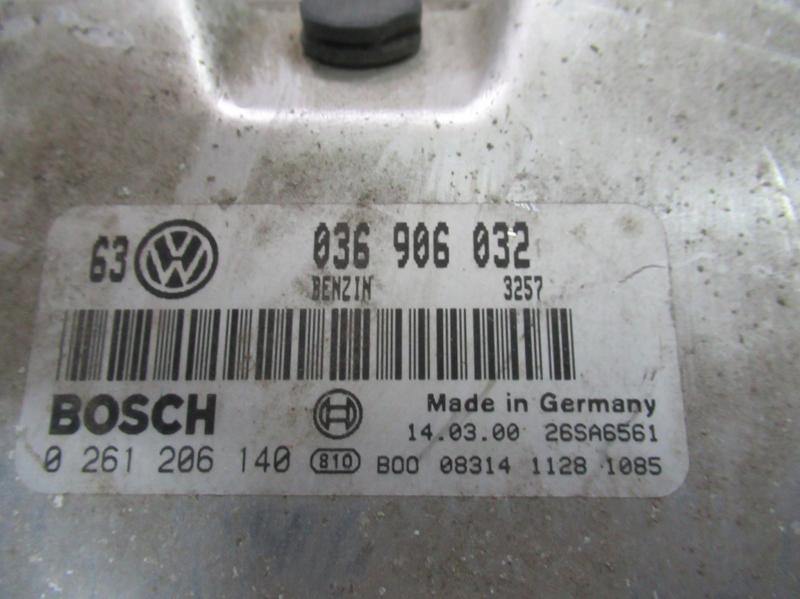 63 VW 036 906 032
BENZIN 3257
BOSCH Made in Germany
14.03.00 26SA6561
0 261 206 140 810 B00 08314 1128 1085